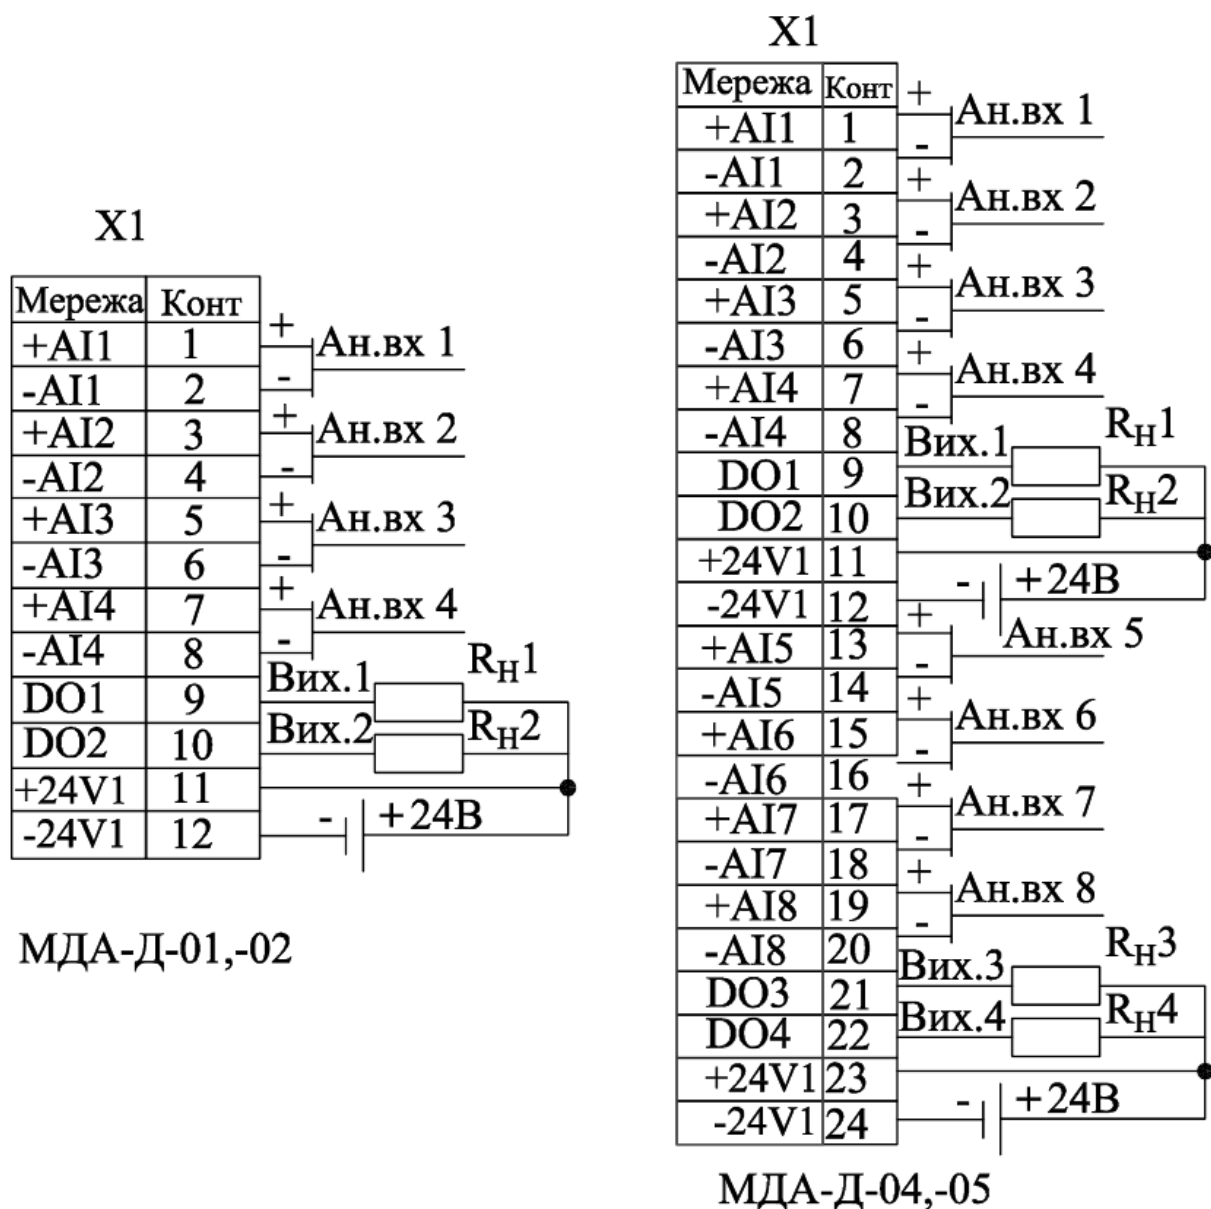 X1
Мережа Конт
+AI1 1 + Ан.вх 1
-AI1 2 -
+AI2 3 + Ан.вх 2
-AI2 4 -
+AI3 5 + Ан.вх 3
-AI3 6 -
+AI4 7 + Ан.вх 4
-AI4 8 -
DO1 9 Вих.1 RН1
DO2 10 Вих.2 RН2
+24V1 11
-24V1 12 - +24В
МДА-Д-01,-02
X1
Мережа Конт
+AI1 1 + Ан.вх 1
-AI1 2 -
+AI2 3 + Ан.вх 2
-AI2 4 -
+AI3 5 + Ан.вх 3
-AI3 6 -
+AI4 7 + Ан.вх 4
-AI4 8 -
DO1 9 Вих.1 RН1
DO2 10 Вих.2 RН2
+24V1 11
-24V1 12 - +24В
+AI5 13 + Ан.вх 5
-AI5 14 -
+AI6 15 + Ан.вх 6
-AI6 16 -
+AI7 17 + Ан.вх 7
-AI7 18 -
+AI8 19 + Ан.вх 8
-AI8 20 -
DO3 21 Вих.3 RН3
DO4 22 Вих.4 RН4
+24V1 23
-24V1 24 - +24В
МДА-Д-04,-05